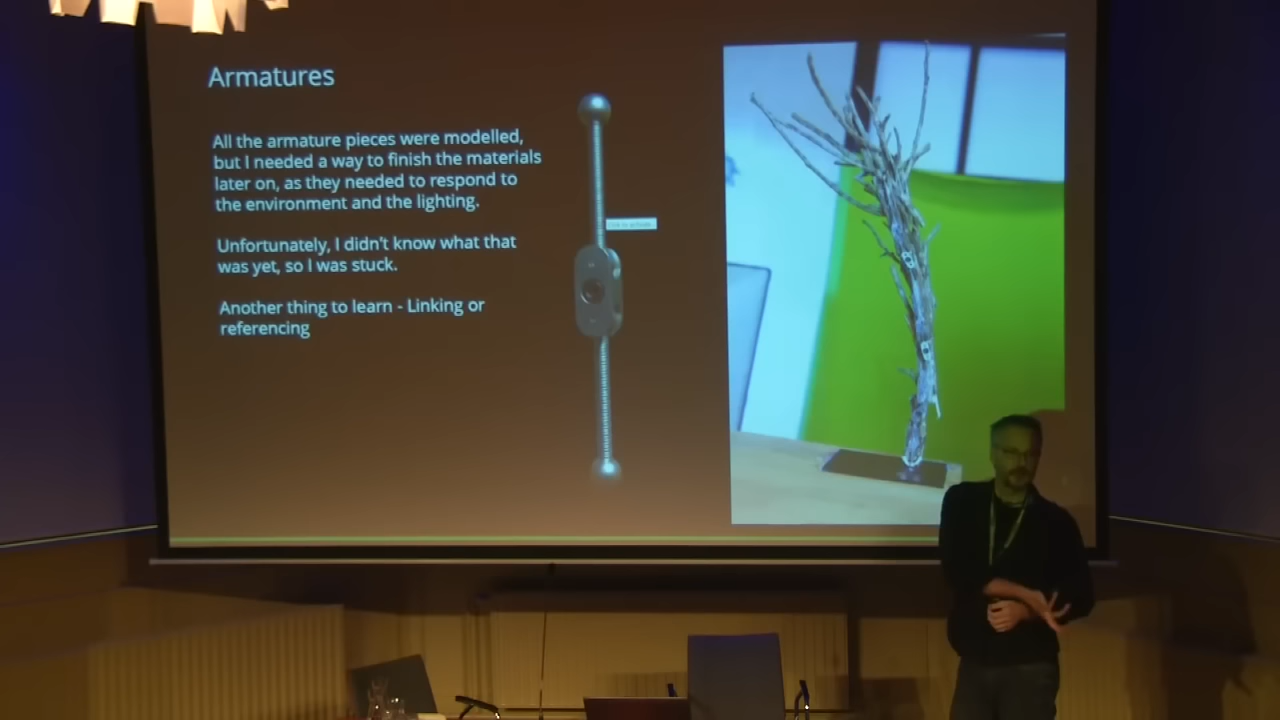 Armatures
All the armature pieces were modelled,
but I needed a way to finish the materials
later on, as they needed to respond to
the environment and the lighting.
Unfortunately, I didn't know what that
was yet, so I was stuck.
Another thing to learn - Linking or
referencing